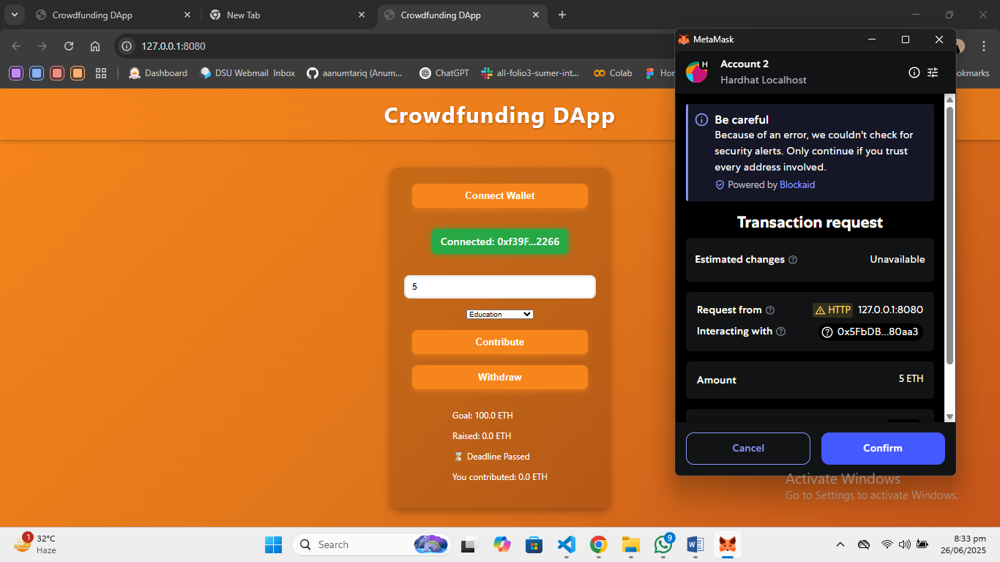 Crowdfunding DApp
New Tab
Crowdfunding DApp
127.0.0.1:8080
Dashboard
DSU Webmail Inbox
aanumtariq (Anum...
ChatGPT
all-folio3-sumer-int...
Colab
Hor
okmarks
Crowdfunding DApp
Connect Wallet
Connected: 0xf39F...2266
5
Education
Contribute
Withdraw
Goal: 100.0 ETH
Raised: 0.0 ETH
⌛ Deadline Passed
You contributed: 0.0 ETH
MetaMask
H
Account 2
Hardhat Localhost
Be careful
Because of an error, we couldn't check for
security alerts. Only continue if you trust
every address involved.
Powered by Blockaid
Transaction request
Estimated changes Unavailable
Request from HTTP 127.0.0.1:8080
Interacting with 0x5FbDB...80aa3
Amount 5 ETH
Cancel
Confirm
Activate Windows
Go to Settings to activate Windows.
1
32°C
Haze
Search
9
8:33 pm
26/06/2025